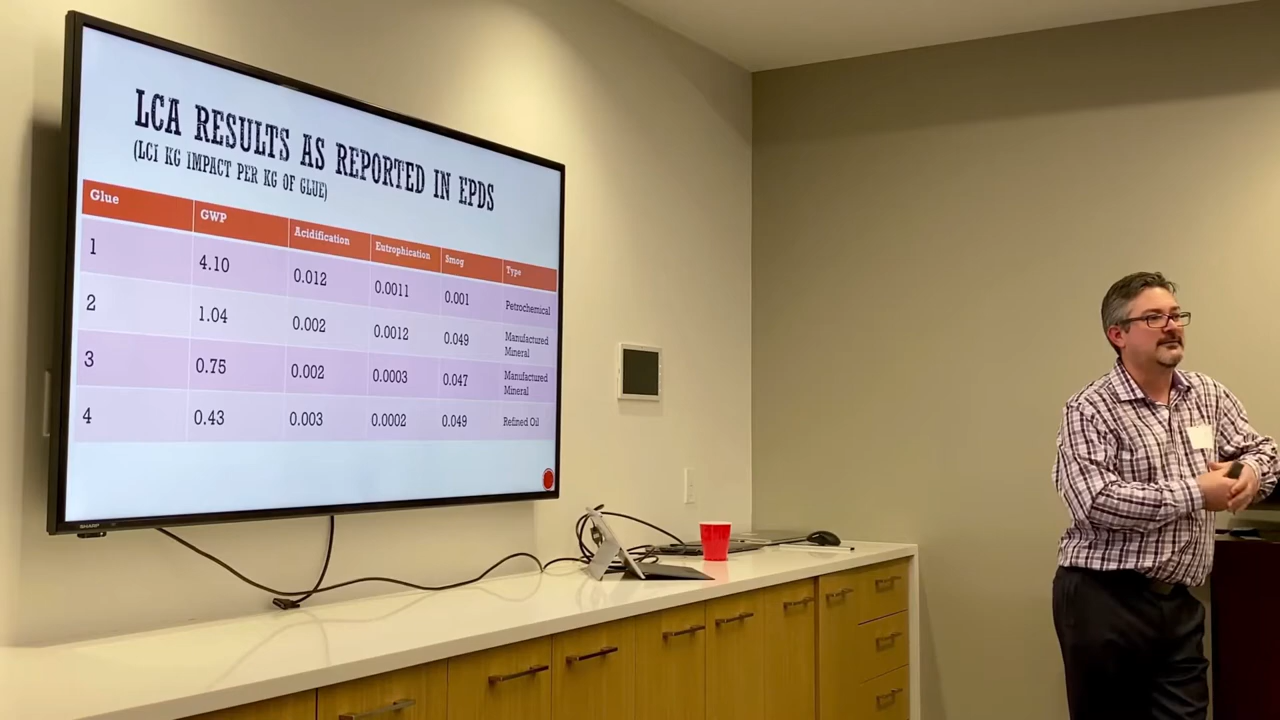 LCA RESULTS AS REPORTED IN EPDS
(LCI KG IMPACT PER KG OF GLUE)
Glue GWP Acidification Eutrophication Smog Type
1 4.10 0.012 0.0011 0.001 Petrochemical
2 1.04 0.002 0.0012 0.049 Manufactured
Mineral
3 0.75 0.002 0.0003 0.047 Manufactured
Mineral
4 0.43 0.003 0.0002 0.049 Refined Oil
SHARP